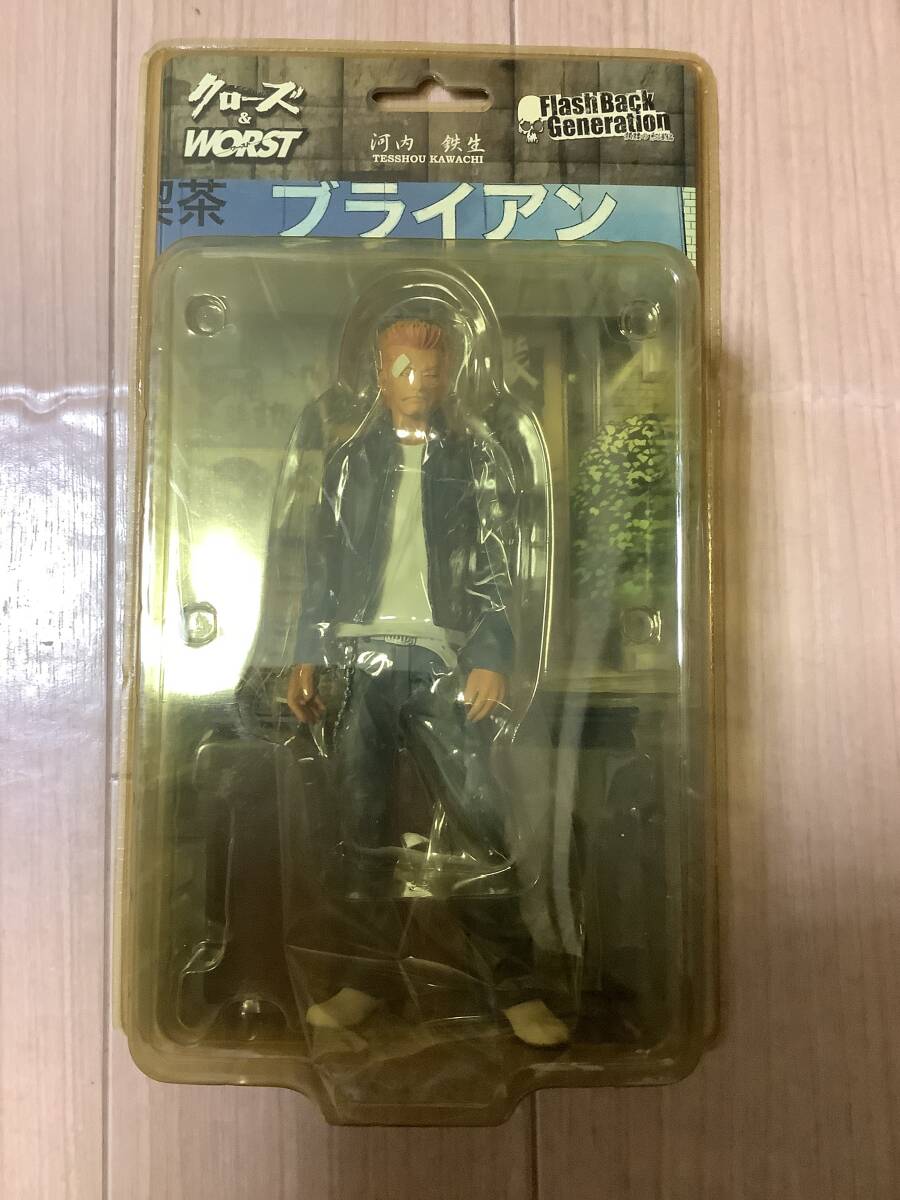 クローズ
&
WORST
河内 鉄生
TESSHOU KAWACHI
FlashBack
Generation
喫茶 ブライアン